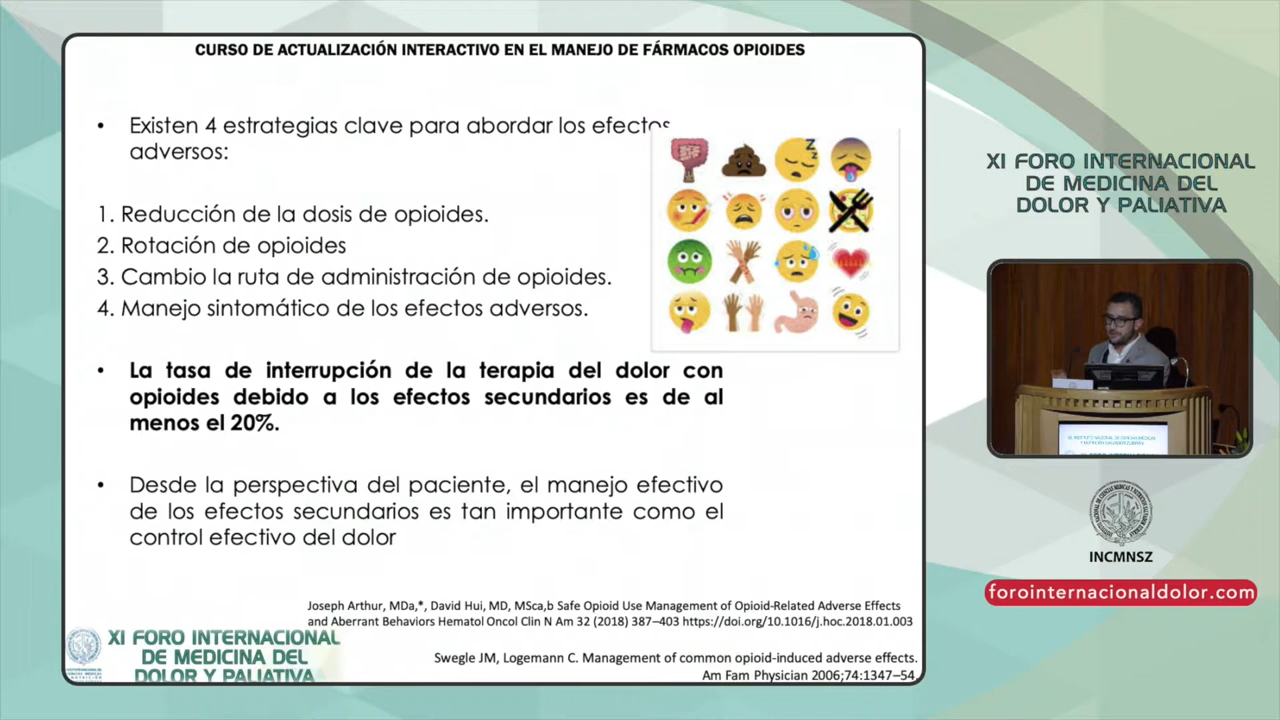 CURSO DE ACTUALIZACIÓN INTERACTIVO EN EL MANEJO DE FÁRMACOS OPIOIDES
• Existen 4 estrategias clave para abordar los efectos
adversos:
1. Reducción de la dosis de opioides.
2. Rotación de opioides
3. Cambio la ruta de administración de opioides.
4. Manejo sintomático de los efectos adversos.
• La tasa de interrupción de la terapia del dolor con
opioides debido a los efectos secundarios es de al
menos el 20%.
• Desde la perspectiva del paciente, el manejo efectivo
de los efectos secundarios es tan importante como el
control efectivo del dolor
Joseph Arthur, MDa,*, David Hui, MD, MSca,b Safe Opioid Use Management of Opioid-Related Adverse Effects
and Aberrant Behaviors Hematol Oncol Clin N Am 32 (2018) 387–403 https://doi.org/10.1016/j.hoc.2018.01.003
Swegle JM, Logemann C. Management of common opioid-induced adverse effects.
Am Fam Physician 2006;74:1347–54.
XI FORO INTERNACIONAL
DE MEDICINA DEL
DOLOR Y PALIATIVA
XI FORO INTERNACIONAL
DE MEDICINA DEL
DOLOR Y PALIATIVA
INCMNSZ
forointernacionaldolor.com